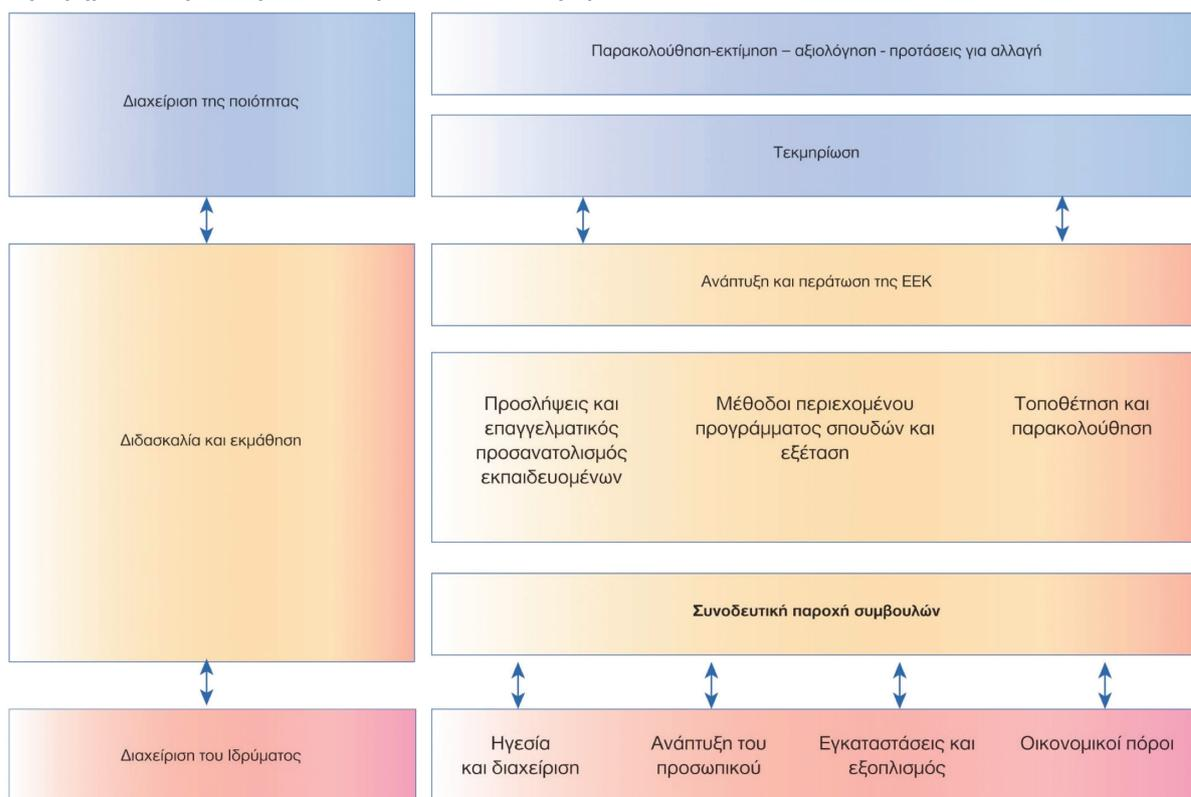 Διαχείριση της ποιότητας
Παρακολούθηση-εκτίμηση – αξιολόγηση - προτάσεις για αλλαγή
Τεκμηρίωση
Διδασκαλία και εκμάθηση
Ανάπτυξη και περάτωση της ΕΕΚ
Προσλήψεις και
επαγγελματικός
προσανατολισμός
εκπαιδευομένων
Μέθοδοι περιεχομένου
προγράμματος σπουδών και
εξέταση
Τοποθέτηση και
παρακολούθηση
Συνοδευτική παροχή συμβουλών
Διαχείριση του Ιδρύματος
Ηγεσία
και διαχείριση
Ανάπτυξη του
προσωπικού
Εγκαταστάσεις και
εξοπλισμός
Οικονομικοί πόροι